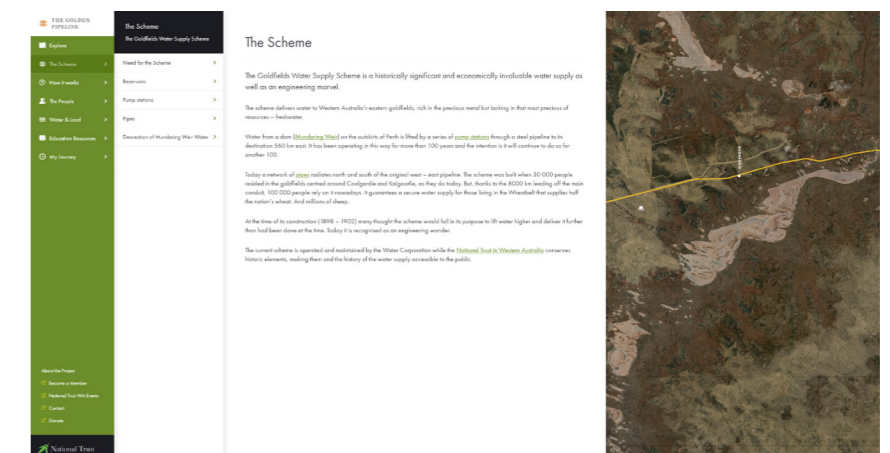 THE GOLDEN
PIPELINE
Explore
The Scheme
How it works
The People
Water & Land
Education Resources
My Journey
About the Project
Become a Member
National Trust WA Events
Contact
Donate
National Trust
The Scheme
The Goldfields Water Supply Scheme
Need for the Scheme
Reservoirs
Pump stations
Pipes
Recreation of Mundaring Weir Water
The Scheme
The Goldfields Water Supply Scheme is a historically significant and economically invaluable water supply as
well as an engineering marvel.
The scheme delivers water to Western Australia's eastern goldfields, rich in the precious metal but lacking in that most precious of
resources – freshwater.
Water from a dam (Mundaring Weir) on the outskirts of Perth is lifted by a series of pump stations through a steel pipeline to its
destination 560 km east. It has been operating in this way for more than 100 years and the intention is it will continue to do so for
another 100.
Today a network of pipes radiates north and south of the original west – east pipeline. The scheme was built when 30 000 people
resided in the goldfields centred around Coolgardie and Kalgoorlie, as they do today. But, thanks to the 8000 km leading off the main
conduit, 100 000 people rely on it nowadays. It guarantees a secure water supply for those living in the Wheatbelt that supplies half
the nation's wheat. And millions of sheep.
At the time of its construction (1898 – 1902) many thought the scheme would fail in its purpose to lift water higher and deliver it further
than had been done at the time. Today it is recognised as an engineering wonder.
The current scheme is operated and maintained by the Water Corporation while the National Trust in Western Australia conserves
historic elements, making them and the history of the water supply accessible to the public.